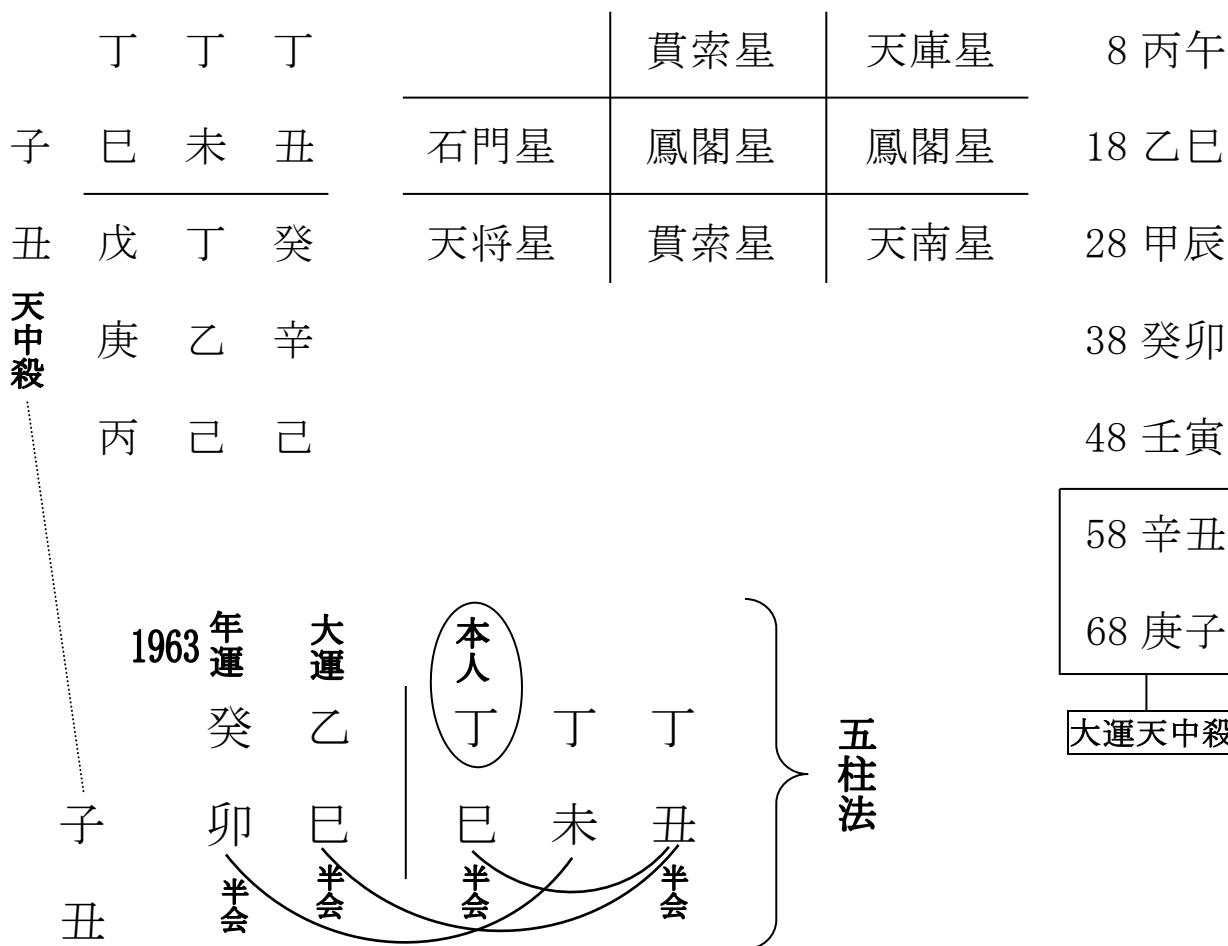 丁 丁 丁 貫索星 天庫星 8 丙午
子 巳 未 丑 石門星 鳳閣星 鳳閣星 18 乙巳
丑 戊 丁 癸 天将星 貫索星 天南星 28 甲辰
天中殺
庚 乙 辛 38 癸卯
丙 己 己 48 壬寅
58 辛丑
68 庚子
大運天中殺
1963 年運 大運 本人
癸 乙 丁 丁 丁
子 卯 巳 巳 未 丑
丑 半会 半会 半会 半会
五柱法